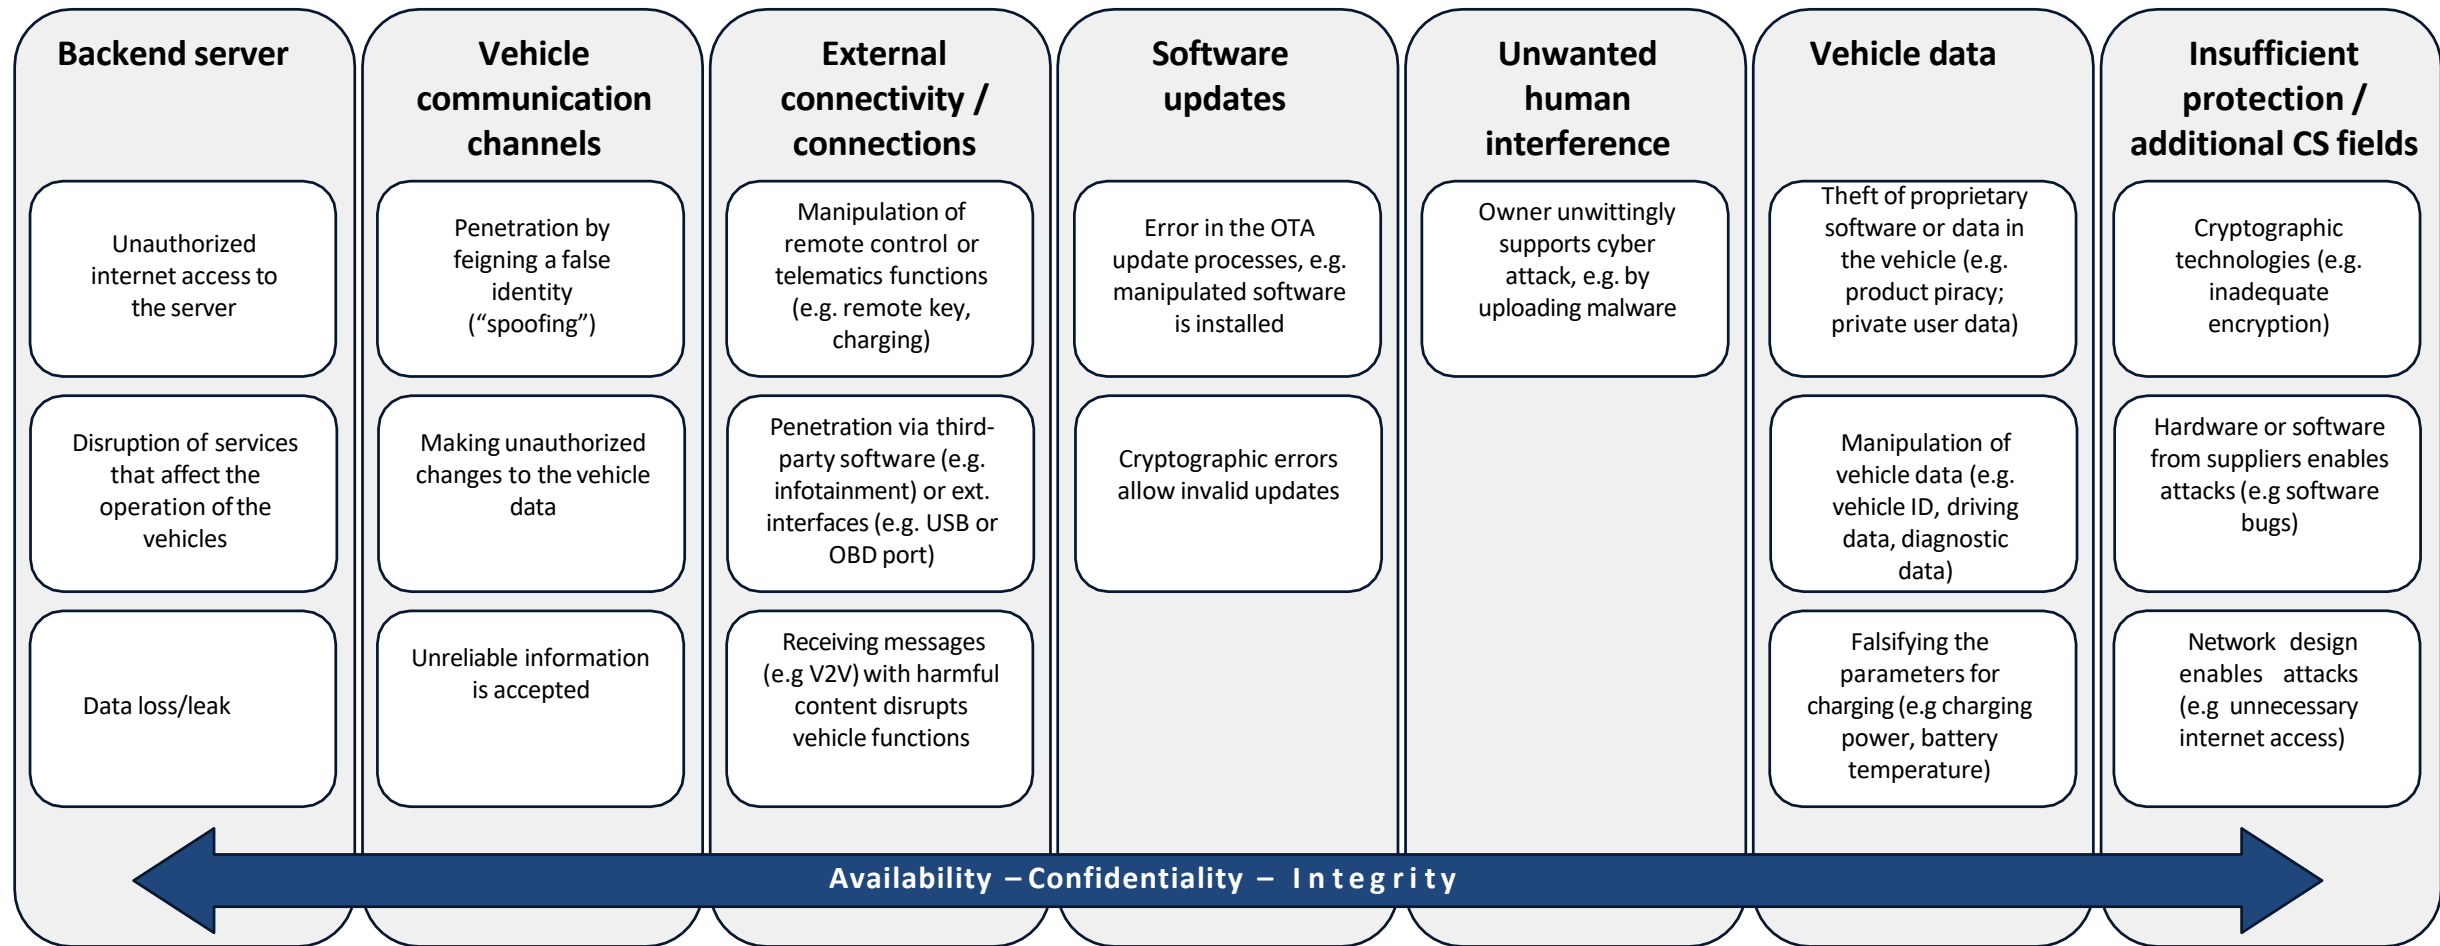 Backend server
Unauthorized
internet access to
the server
Disruption of services
that affect the
operation of the
vehicles
Data loss/leak
Vehicle
communication
channels
Penetration by
feigning a false
identity
(“spoofing”)
Making unauthorized
changes to the vehicle
data
Unreliable information
is accepted
External
connectivity /
connections
Manipulation of
remote control or
telematics functions
(e.g. remote key,
charging)
Penetration via third-
party software (e.g.
infotainment) or ext.
interfaces (e.g. USB or
OBD port)
Receiving messages
(e.g V2V) with harmful
content disrupts
vehicle functions
Software
updates
Error in the OTA
update processes, e.g.
manipulated software
is installed
Cryptographic errors
allow invalid updates
Unwanted
human
interference
Owner unwittingly
supports cyber
attack, e.g. by
uploading malware
Vehicle data
Theft of proprietary
software or data in
the vehicle (e.g.
product piracy;
private user data)
Manipulation of
vehicle data (e.g.
vehicle ID, driving
data, diagnostic
data)
Falsifying the
parameters for
charging (e.g charging
power, battery
temperature)
Insufficient
protection /
additional CS fields
Cryptographic
technologies (e.g.
inadequate
encryption)
Hardware or software
from suppliers enables
attacks (e.g software
bugs)
Network design
enables attacks
(e.g unnecessary
internet access)
Availability – Confidentiality – Integrity